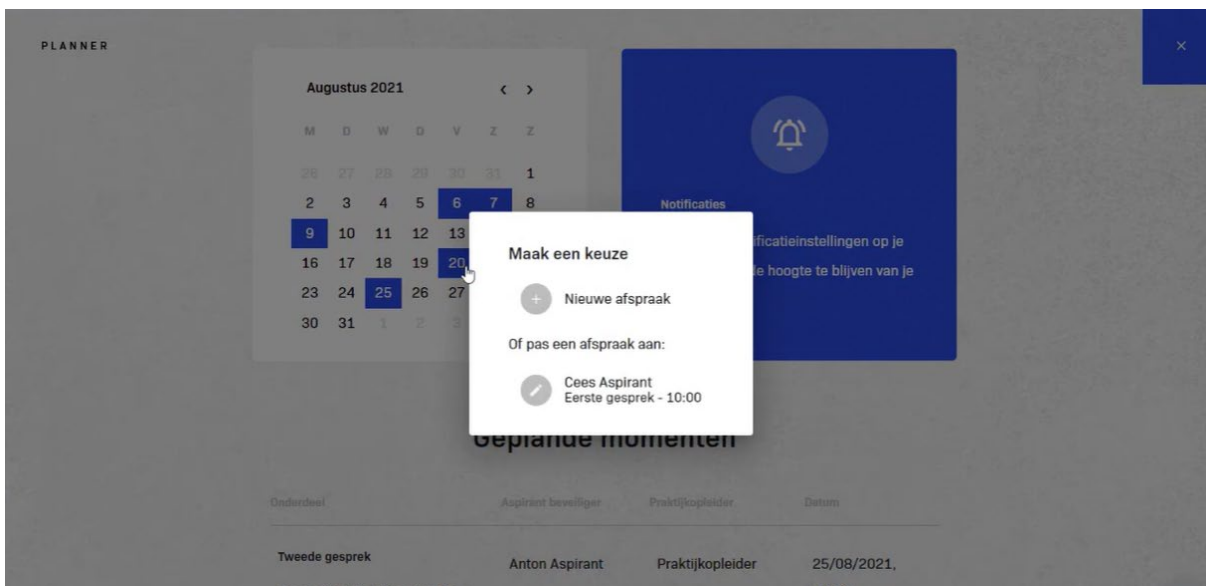 PLANNER
×
Augustus 2021 ‹ ›
M D W D V Z Z
26 27 28 29 30 31 1
2 3 4 5 6 7 8
9 10 11 12 13
16 17 18 19 20
23 24 25 26 27
30 31 1 2 3
Notificaties
ificatieinstellingen op je
le hoogte te blijven van je
Maak een keuze
Nieuwe afspraak
Of pas een afspraak aan:
Cees Aspirant
Eerste gesprek - 10:00
Geplande momenten
Onderdeel Aspirant beveiliger Praktijkopleider Datum
Tweede gesprek Anton Aspirant Praktijkopleider 25/08/2021,